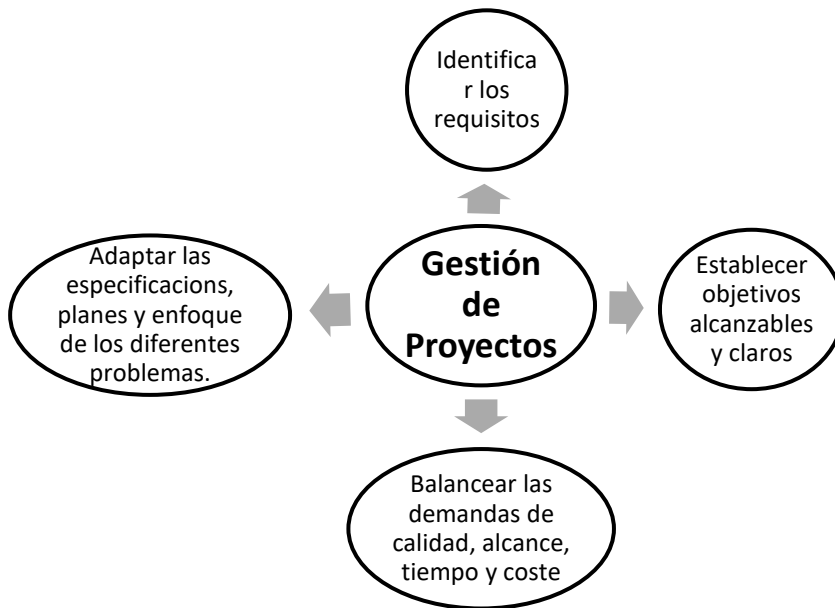 Identifica
r los
requisitos
Adaptar las
especificacions,
planes y enfoque
de los diferentes
problemas.
Gestión
de
Proyectos
Establecer
objetivos
alcanzables
y claros
Balancear las
demandas de
calidad, alcance,
tiempo y coste